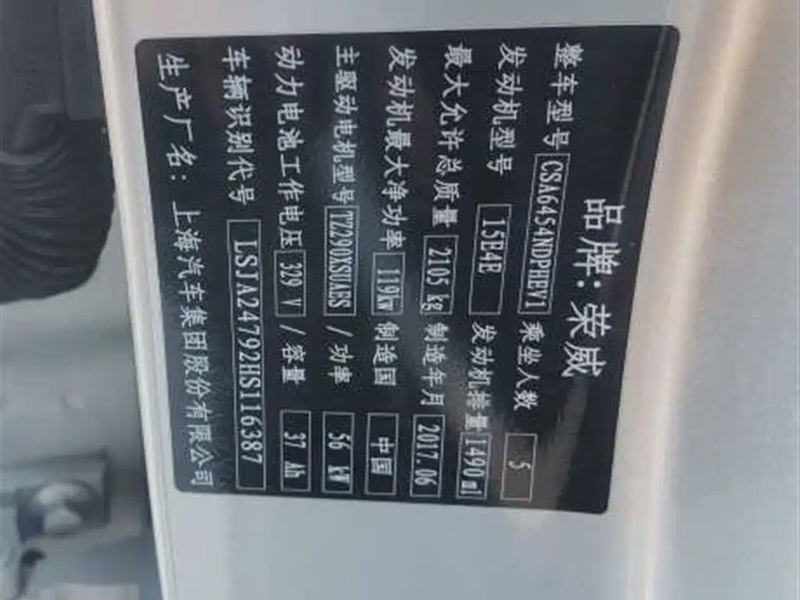 品牌：荣威
整车型号 CSA6454NDPHEV1 乘坐人数 5
发动机型号 15E4E 发动机排量 1490ml
最大允许总质量 2105 kg 制造年月 2017.06
发动机最大净功率 119kw 制造国 中国
主驱动电机型号 TZ290XSUABS / 功率 56 kW
动力电池工作电压 329 V / 容量 37 Ah
车辆识别代号 LSJA24792HS116387
生产厂名：上海汽车集团股份有限公司